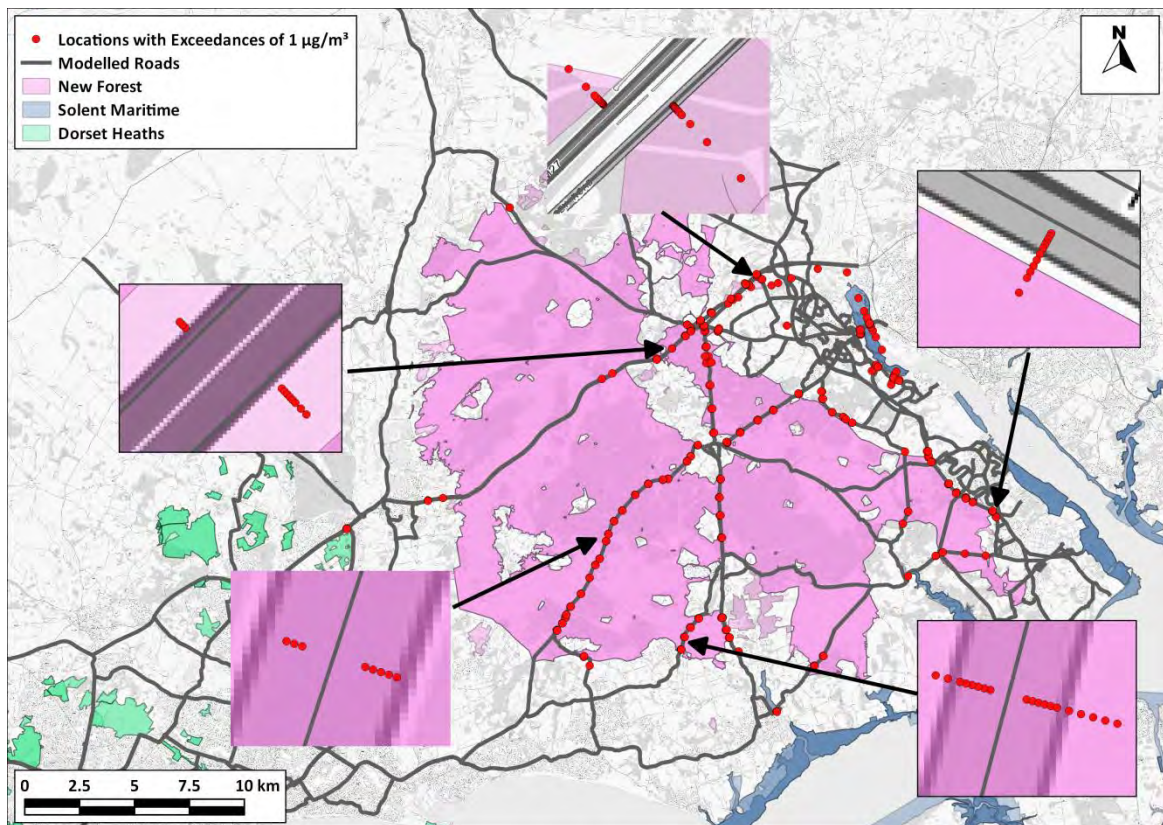 Locations with Exceedances of 1 µg/m³
Modelled Roads
New Forest
Solent Maritime
Dorset Heaths
N
0 2.5 5 7.5 10 km